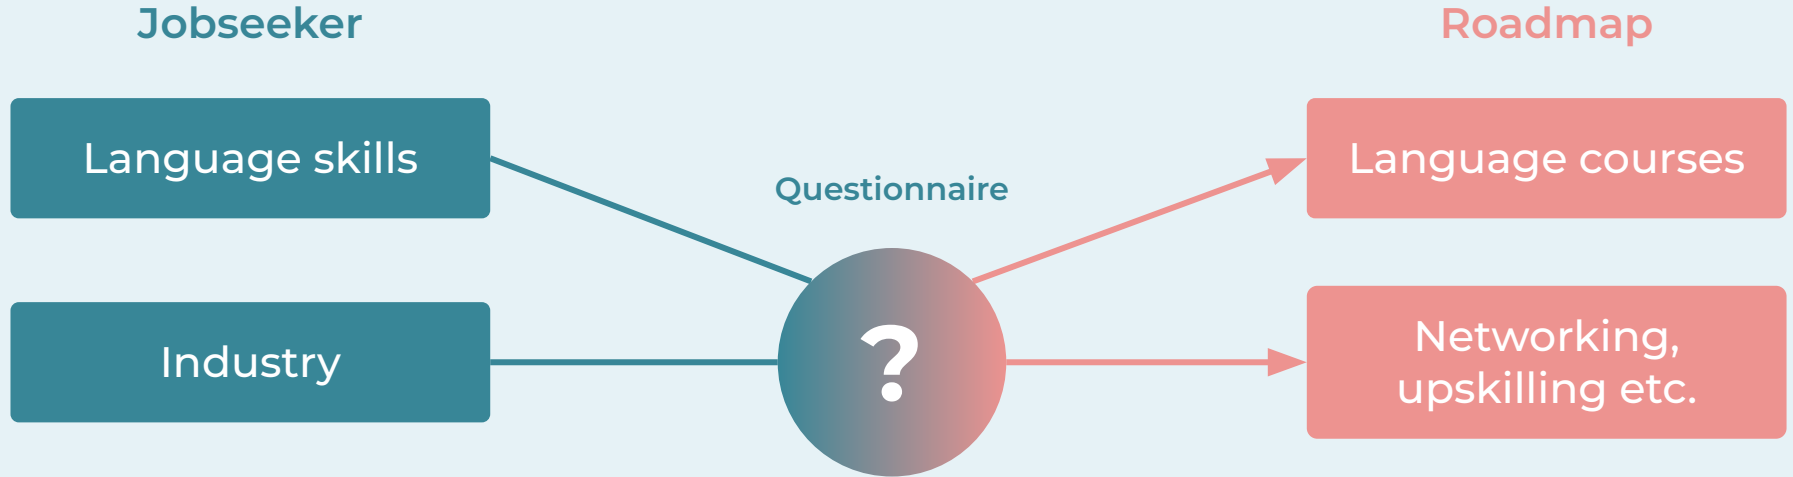 Jobseeker
Roadmap
Language skills
Questionnaire
Language courses
Industry
?
Networking,
upskilling etc.